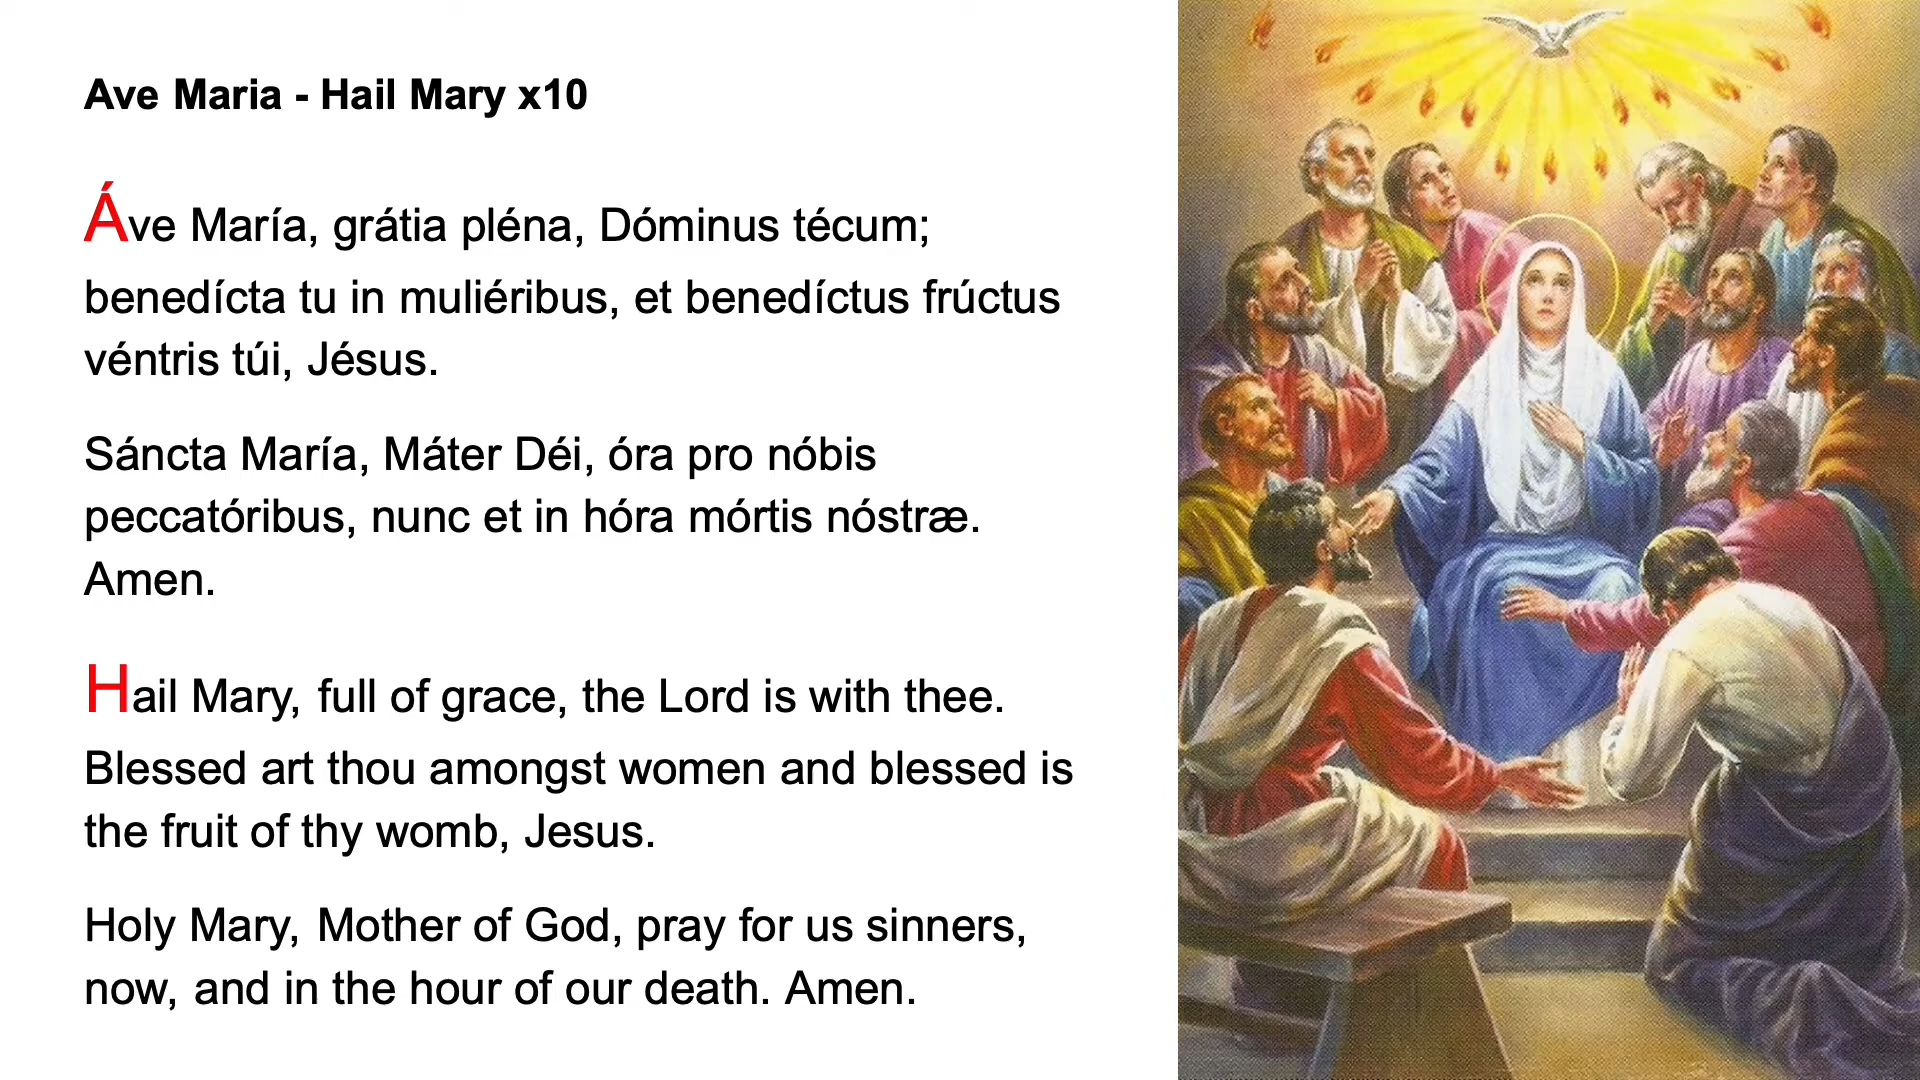 Ave Maria - Hail Mary x10
Áve María, grátia pléna, Dóminus técum;
benedícta tu in muliéribus, et benedíctus frúctus
véntris túi, Jésus.
Sáncta María, Máter Déi, óra pro nóbis
peccatóribus, nunc et in hóra mórtis nóstræ.
Amen.
Hail Mary, full of grace, the Lord is with thee.
Blessed art thou amongst women and blessed is
the fruit of thy womb, Jesus.
Holy Mary, Mother of God, pray for us sinners,
now, and in the hour of our death. Amen.